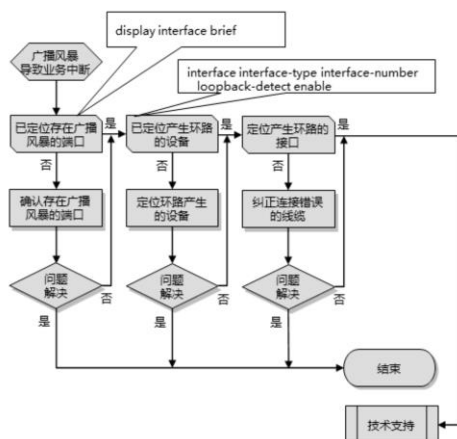 display interface brief
广播风暴
导致业务中断
interface interface-type interface-number
loopback-detect enable
已定位存在广播
风暴的端口
是
已定位产生环路
的设备
是
定位产生环路的
接口
是
否
否
否
确认存在广播
风暴的端口
定位环路产生
的设备
纠正连接错误
的线缆
问题
解决
否
问题
解决
否
问题
解决
否
是
是
是
结束
技术支持